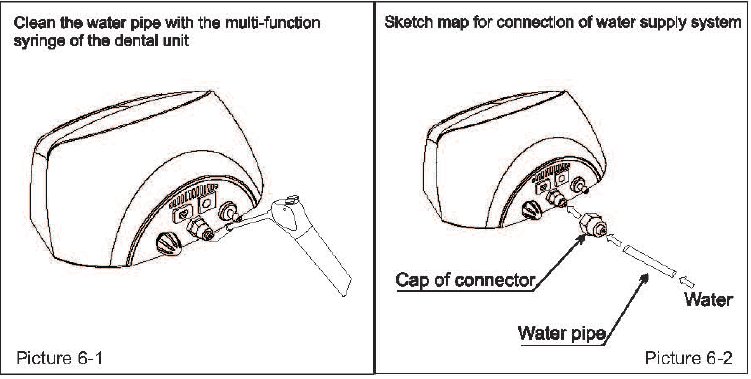 Clean the water pipe with the multi-function
syringe of the dental unit
Picture 6-1
Sketch map for connection of water supply system
Cap of connector
Water
Water pipe
Picture 6-2